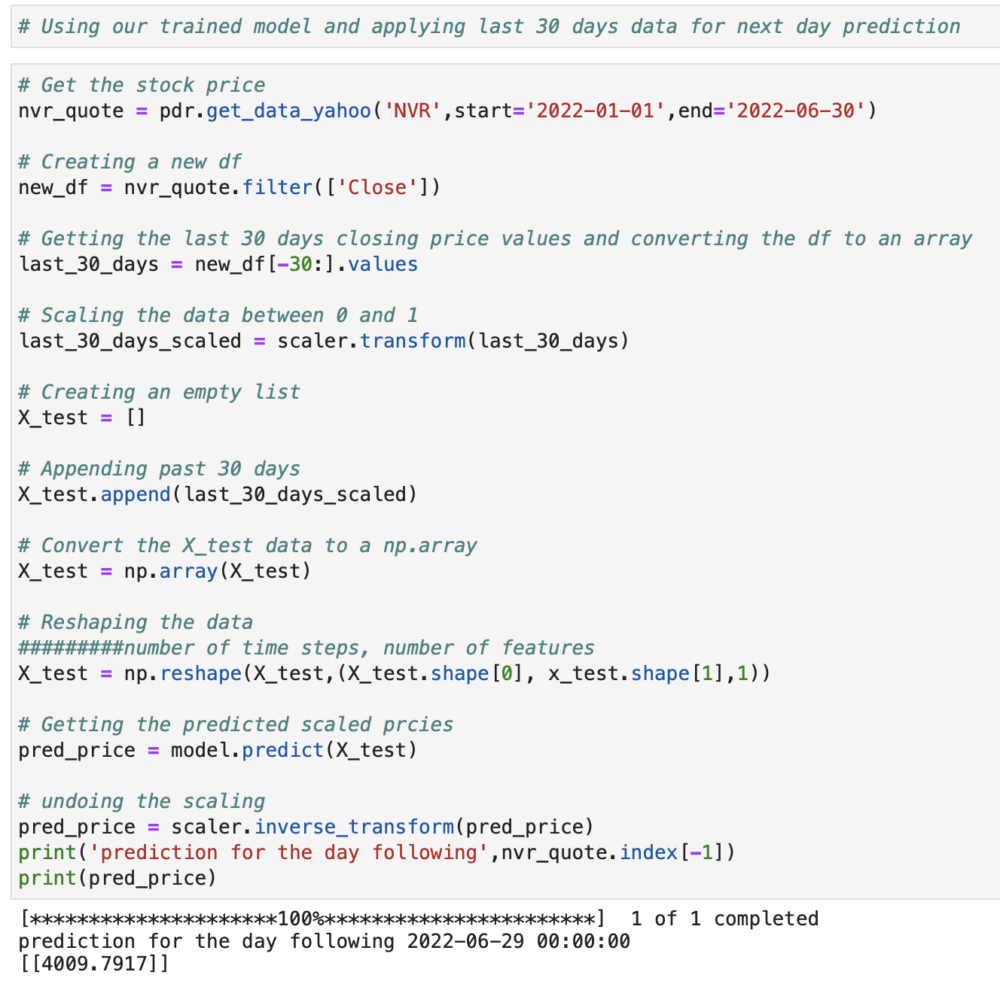 # Using our trained model and applying last 30 days data for next day prediction
# Get the stock price
nvr_quote = pdr.get_data_yahoo('NVR',start='2022-01-01',end='2022-06-30')
# Creating a new df
new_df = nvr_quote.filter(['Close'])
# Getting the last 30 days closing price values and converting the df to an array
last_30_days = new_df[-30:].values
# Scaling the data between 0 and 1
last_30_days_scaled = scaler.transform(last_30_days)
# Creating an empty list
X_test = []
# Appending past 30 days
X_test.append(last_30_days_scaled)
# Convert the X_test data to a np.array
X_test = np.array(X_test)
# Reshaping the data
#########number of time steps, number of features
X_test = np.reshape(X_test,(X_test.shape[0], x_test.shape[1],1))
# Getting the predicted scaled prcies
pred_price = model.predict(X_test)
# undoing the scaling
pred_price = scaler.inverse_transform(pred_price)
print('prediction for the day following',nvr_quote.index[-1])
print(pred_price)
[*********************100%***********************]  1 of 1 completed
prediction for the day following 2022-06-29 00:00:00
[[4009.7917]]